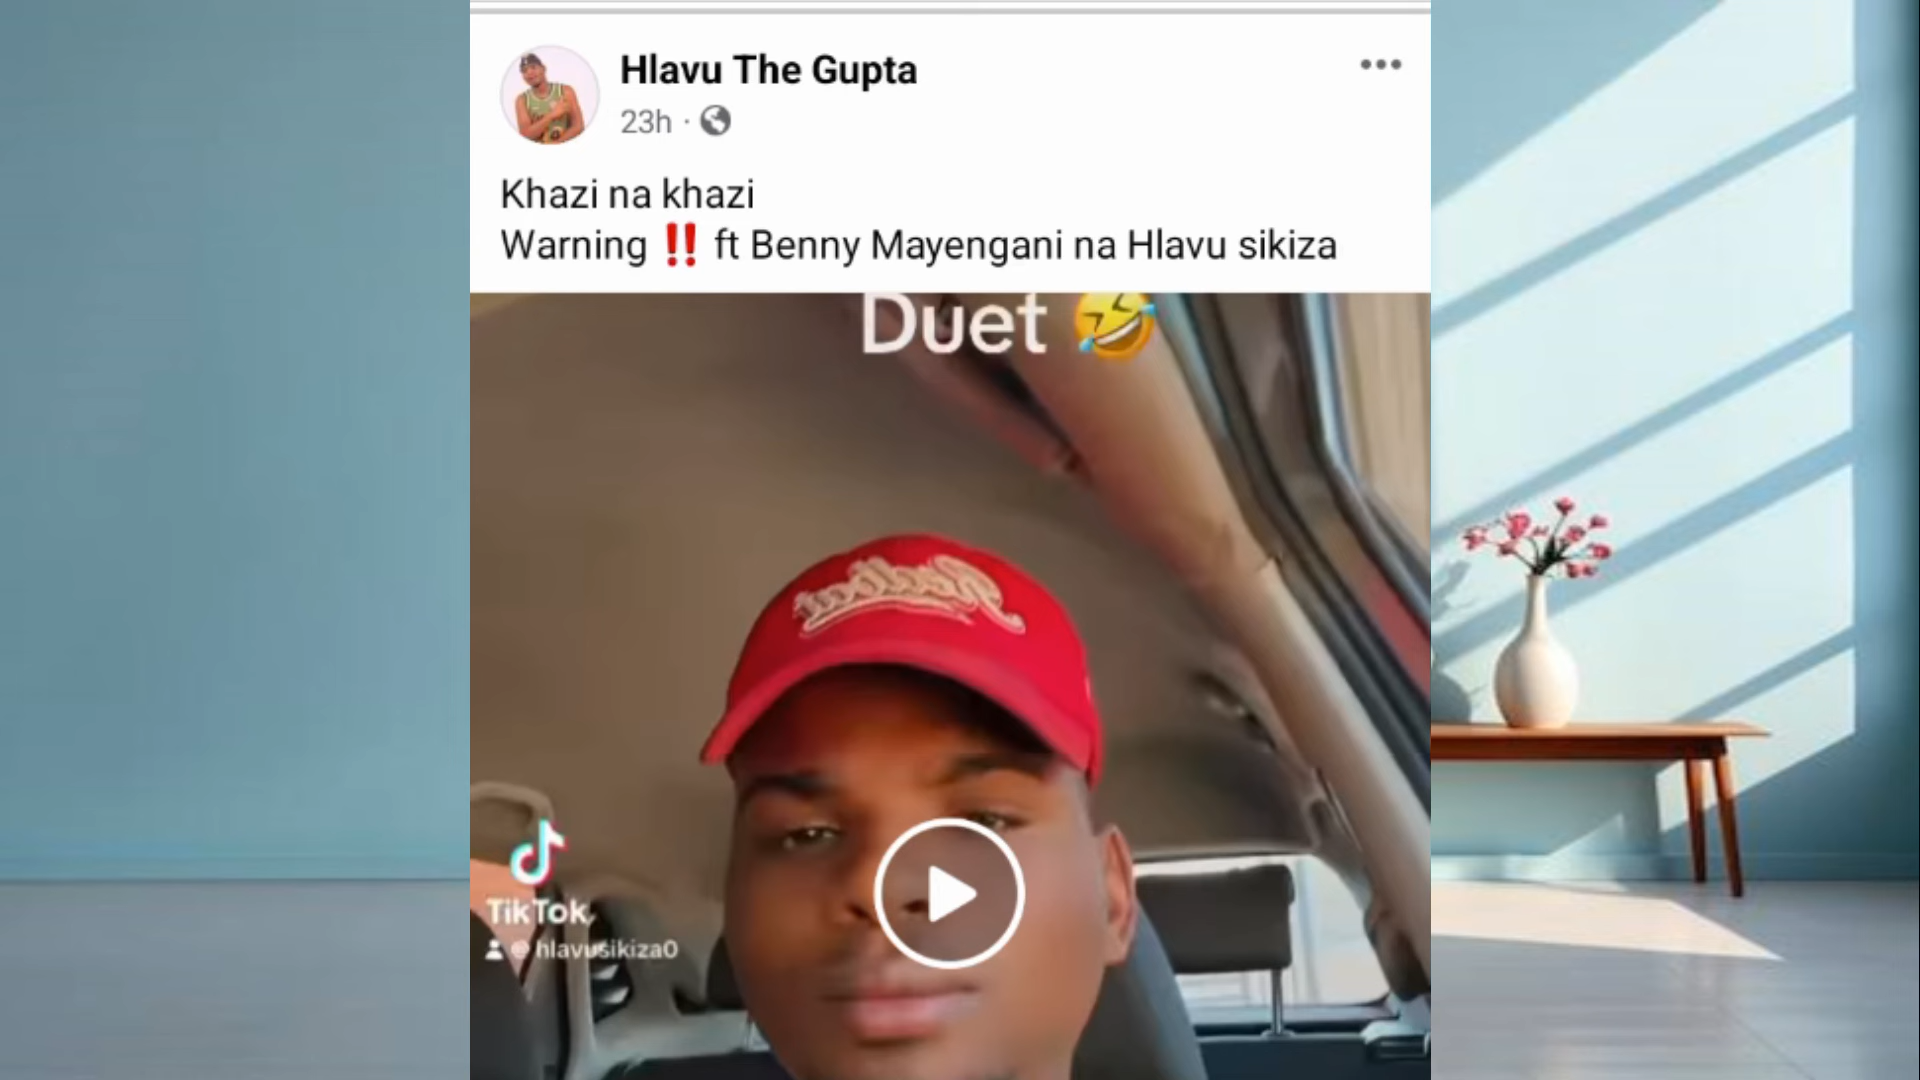 Hlavu The Gupta
23h ·
Khazi na khazi
Warning ‼️ ft Benny Mayengani na Hlavu sikiza
Duet 🤣
TikTok
@ hlavusikiza0